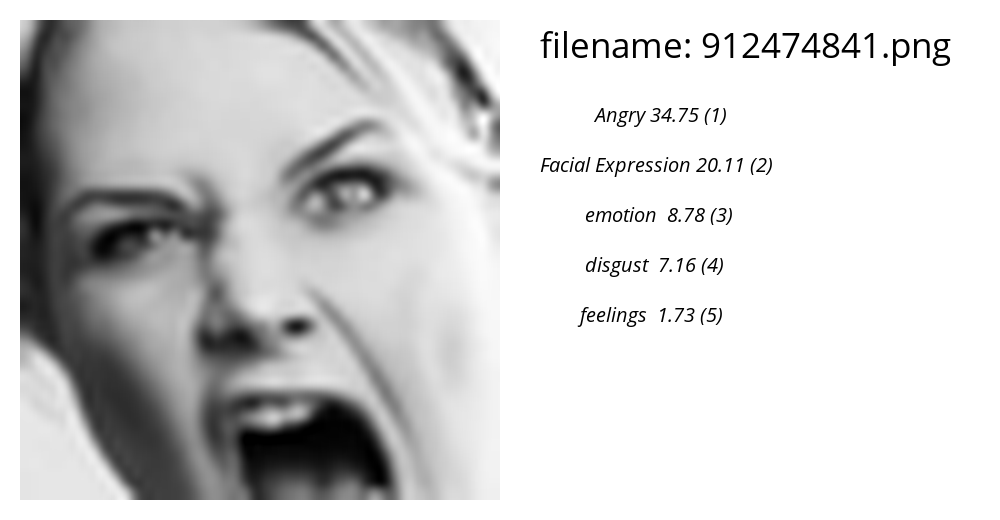 filename: 912474841.png
Angry 34.75 (1)
Facial Expression 20.11 (2)
emotion 8.78 (3)
disgust 7.16 (4)
feelings 1.73 (5)